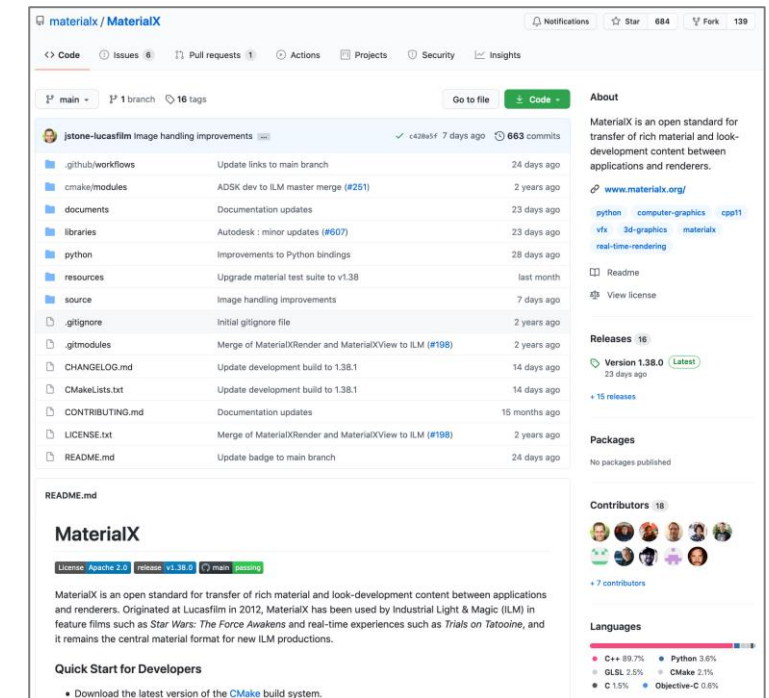 materialx / MaterialX
Notifications Star 684 Fork 139
Code Issues 6 Pull requests 1 Actions Projects Security Insights
main 1 branch 16 tags Go to file Code
jstone-lucasfilm Image handling improvements ... c420a5f 7 days ago 663 commits
.github/workflows Update links to main branch 24 days ago
cmake/modules ADSK dev to ILM master merge (#251) 2 years ago
documents Documentation updates 23 days ago
libraries Autodesk : minor updates (#607) 23 days ago
python Improvements to Python bindings 28 days ago
resources Upgrade material test suite to v1.38 last month
source Image handling improvements 7 days ago
.gitignore Initial gitignore file 2 years ago
.gitmodules Merge of MaterialXRender and MaterialXView to ILM (#198) 2 years ago
CHANGELOG.md Update development build to 1.38.1 14 days ago
CMakeLists.txt Update development build to 1.38.1 14 days ago
CONTRIBUTING.md Documentation updates 15 months ago
LICENSE.txt Merge of MaterialXRender and MaterialXView to ILM (#198) 2 years ago
README.md Update badge to main branch 24 days ago
README.md
MaterialX
License Apache 2.0 release v1.38.0 main passing
MaterialX is an open standard for transfer of rich material and look-development content between applications
and renderers. Originated at Lucasfilm in 2012, MaterialX has been used by Industrial Light & Magic (ILM) in
feature films such as Star Wars: The Force Awakens and real-time experiences such as Trials on Tatooine, and
it remains the central material format for new ILM productions.
Quick Start for Developers
• Download the latest version of the CMake build system.
About
MaterialX is an open standard for
transfer of rich material and look-
development content between
applications and renderers.
www.materialx.org/
python computer-graphics cpp11
vfx 3d-graphics materialx
real-time-rendering
Readme
View license
Releases 16
Version 1.38.0 Latest
23 days ago
+ 15 releases
Packages
No packages published
Contributors 18
+ 7 contributors
Languages
C++ 89.7% Python 3.6%
GLSL 2.5% CMake 2.1%
C 1.5% Objective-C 0.6%